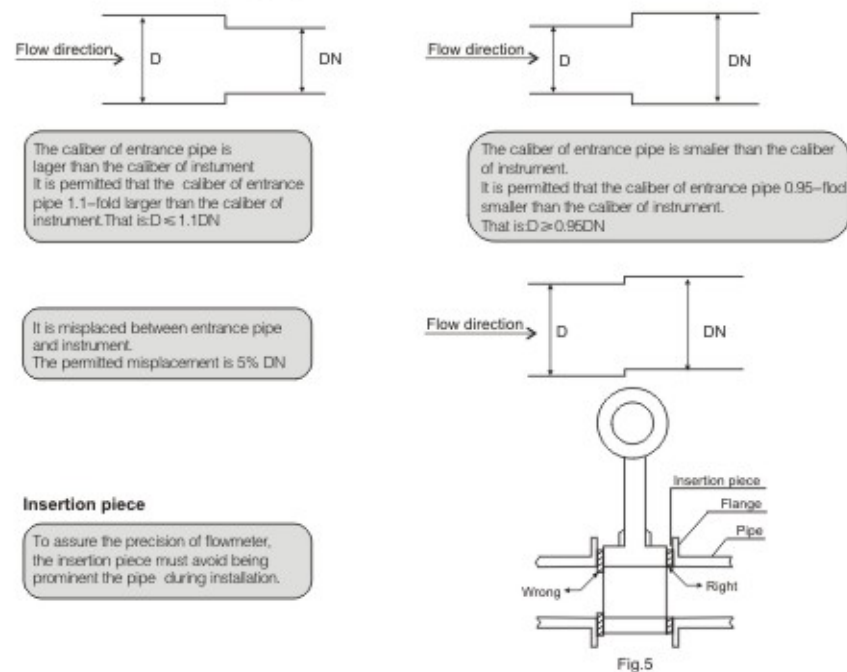 Flow direction
D
DN
Flow direction
D
DN
The caliber of entrance pipe is
lager than the caliber of instument
It is permitted that the caliber of entrance
pipe 1.1-fold larger than the caliber of
instrument.That is:D≤1.1DN
The caliber of entrance pipe is smalier than the caliber
of instrument.
It is permitted that the caliber of entrance pipe 0.95-flod
smaller than the caliber of instrument.
That is:D≥0.95DN
It is misplaced between entrance pipe
and instrument.
The permitted misplacement is 5% DN
Flow direction
D
DN
Insertion piece
To assure the precision of flowmeter,
the insertion piece must avoid being
prominent the pipe during installation.
Insertion piece
Flange
Pipe
Wrong
Right
Fig.5